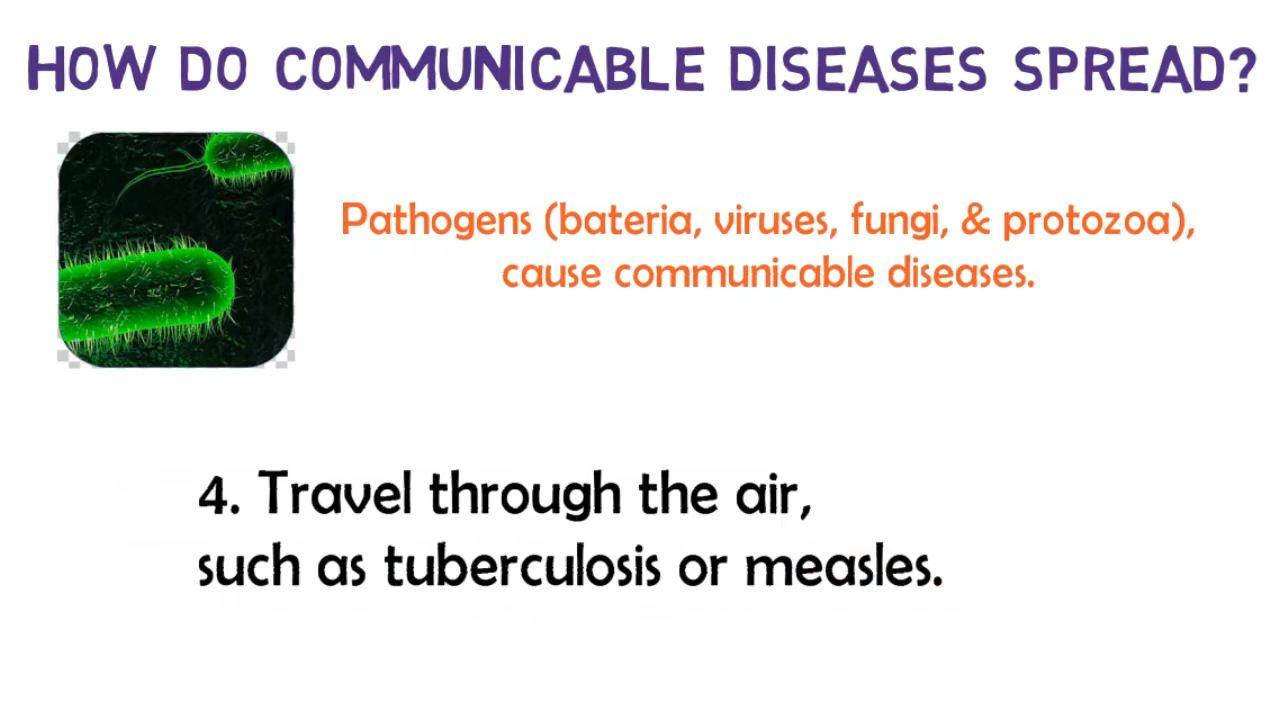 HOW DO COMMUNICABLE DISEASES SPREAD?
Pathogens (bateria, viruses, fungi, & protozoa),
cause communicable diseases.
4. Travel through the air,
such as tuberculosis or measles.